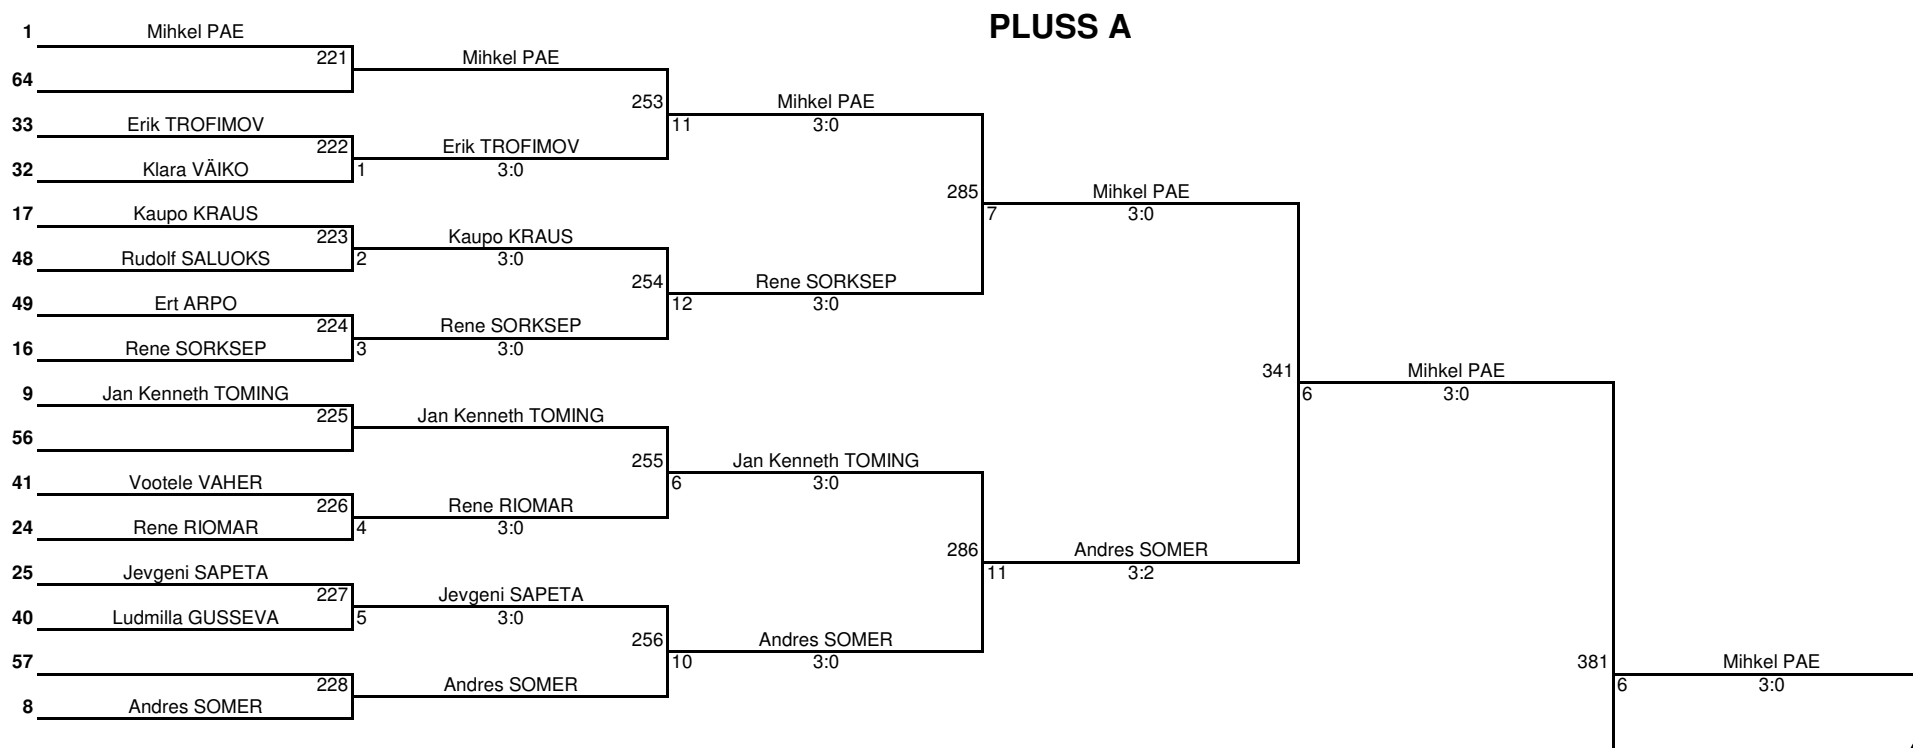 PLUSS A
1 Mihkel PAE
221 Mihkel PAE
64
253 Mihkel PAE
33 Erik TROFIMOV
11 3:0
222 Erik TROFIMOV
32 Klara VÄIKO
1 3:0
285 Mihkel PAE
17 Kaupo KRAUS
7 3:0
223 Kaupo KRAUS
48 Rudolf SALUOKS
2 3:0
254 Rene SORKSEP
49 Ert ARPO
12 3:0
224 Rene SORKSEP
16 Rene SORKSEP
3 3:0
341 Mihkel PAE
9 Jan Kenneth TOMING
6 3:0
225 Jan Kenneth TOMING
56
255 Jan Kenneth TOMING
41 Vootele VAHER
6 3:0
226 Rene RIOMAR
24 Rene RIOMAR
4 3:0
286 Andres SOMER
25 Jevgeni SAPETA
11 3:2
227 Jevgeni SAPETA
40 Ludmilla GUSSEVA
5 3:0
256 Andres SOMER
57
10 3:0
381 Mihkel PAE
228 Andres SOMER
6 3:0
8 Andres SOMER